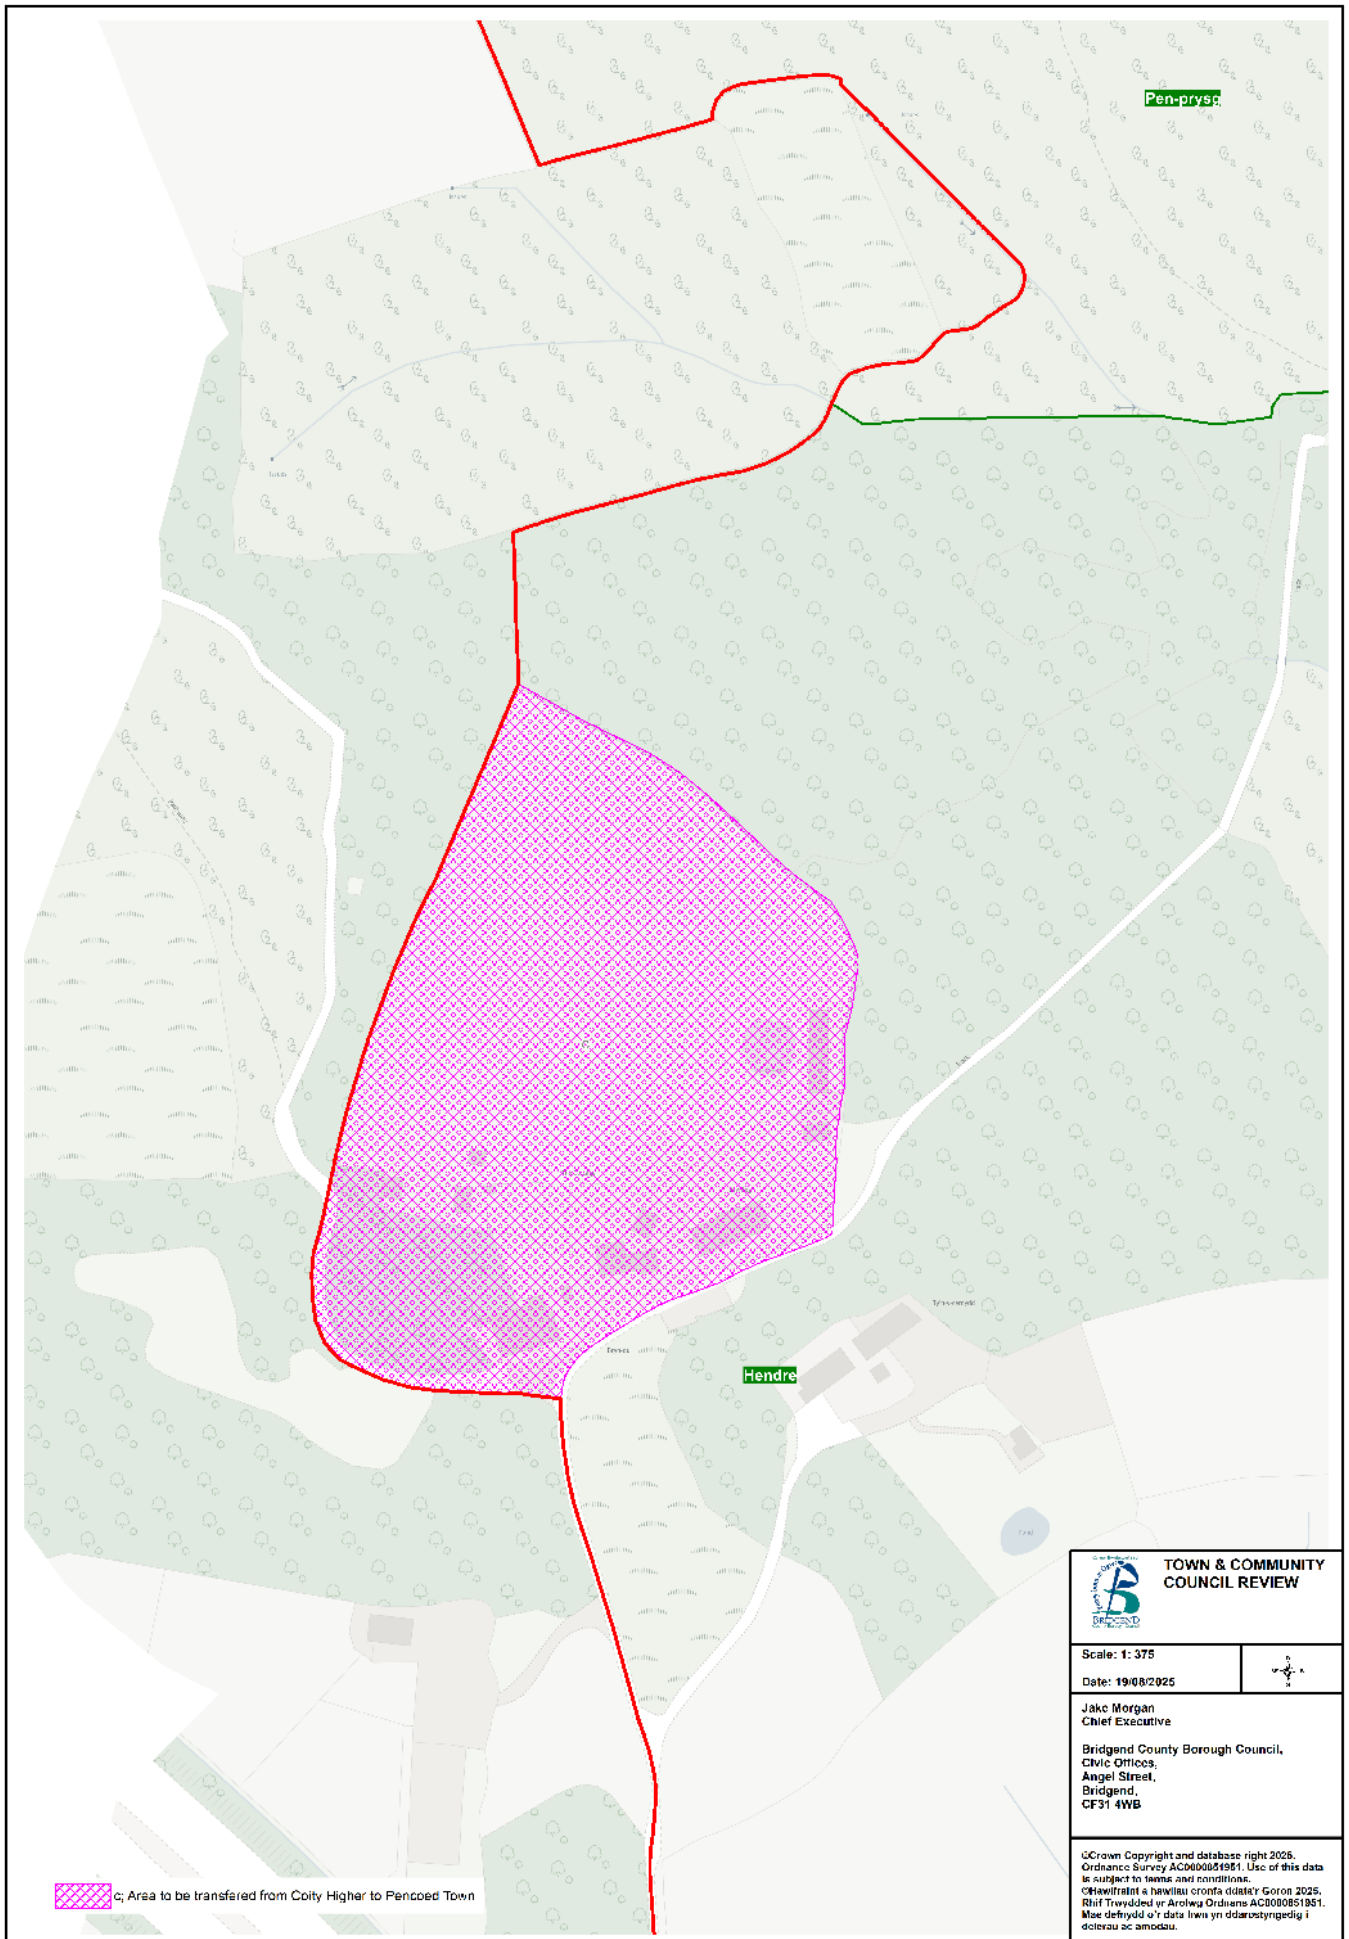 Pen-prysg
Hendre
Pond
TOWN & COMMUNITY
COUNCIL REVIEW
BRIDGEND
Scale: 1: 375
Date: 19/08/2025
Jake Morgan
Chief Executive
Bridgend County Borough Council,
Civic Offices,
Angel Street,
Bridgend,
CF31 4WB
©Crown Copyright and database right 2025.
Ordnance Survey AC0000851951. Use of this data
is subject to terms and conditions.
©Hawlfraint a hawliau cronfa ddata'r Goron 2025.
Rhif Trwydded yr Arolwg Ordnans AC0000851951.
Mae defnydd o'r data hwn yn ddarostyngedig i
delerau ac amodau.
c; Area to be transfered from Coity Higher to Pencoed Town